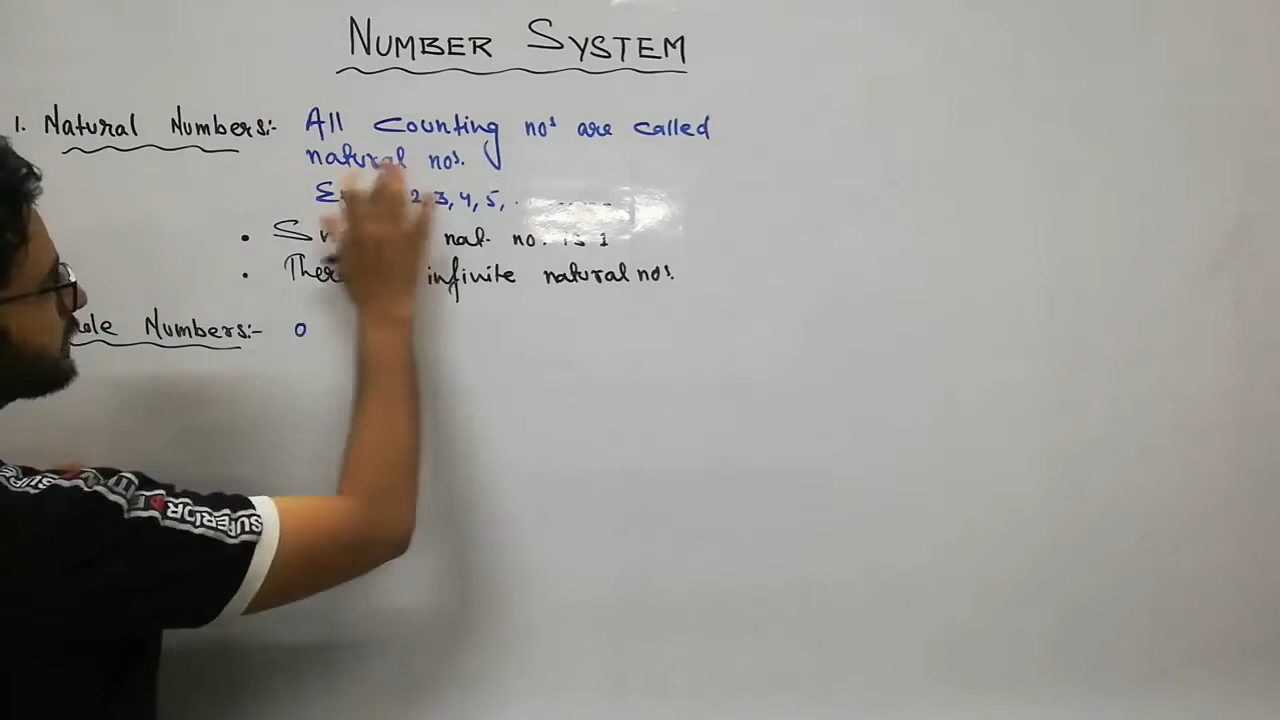 NUMBER SYSTEM
1. Natural Numbers:- All counting nos are called
natural nos.
2, 3, 4, 5, . - - - - - -
• nat. no. is 1
• infinite natural nos.
Numbers:- 0
SUPERIOR